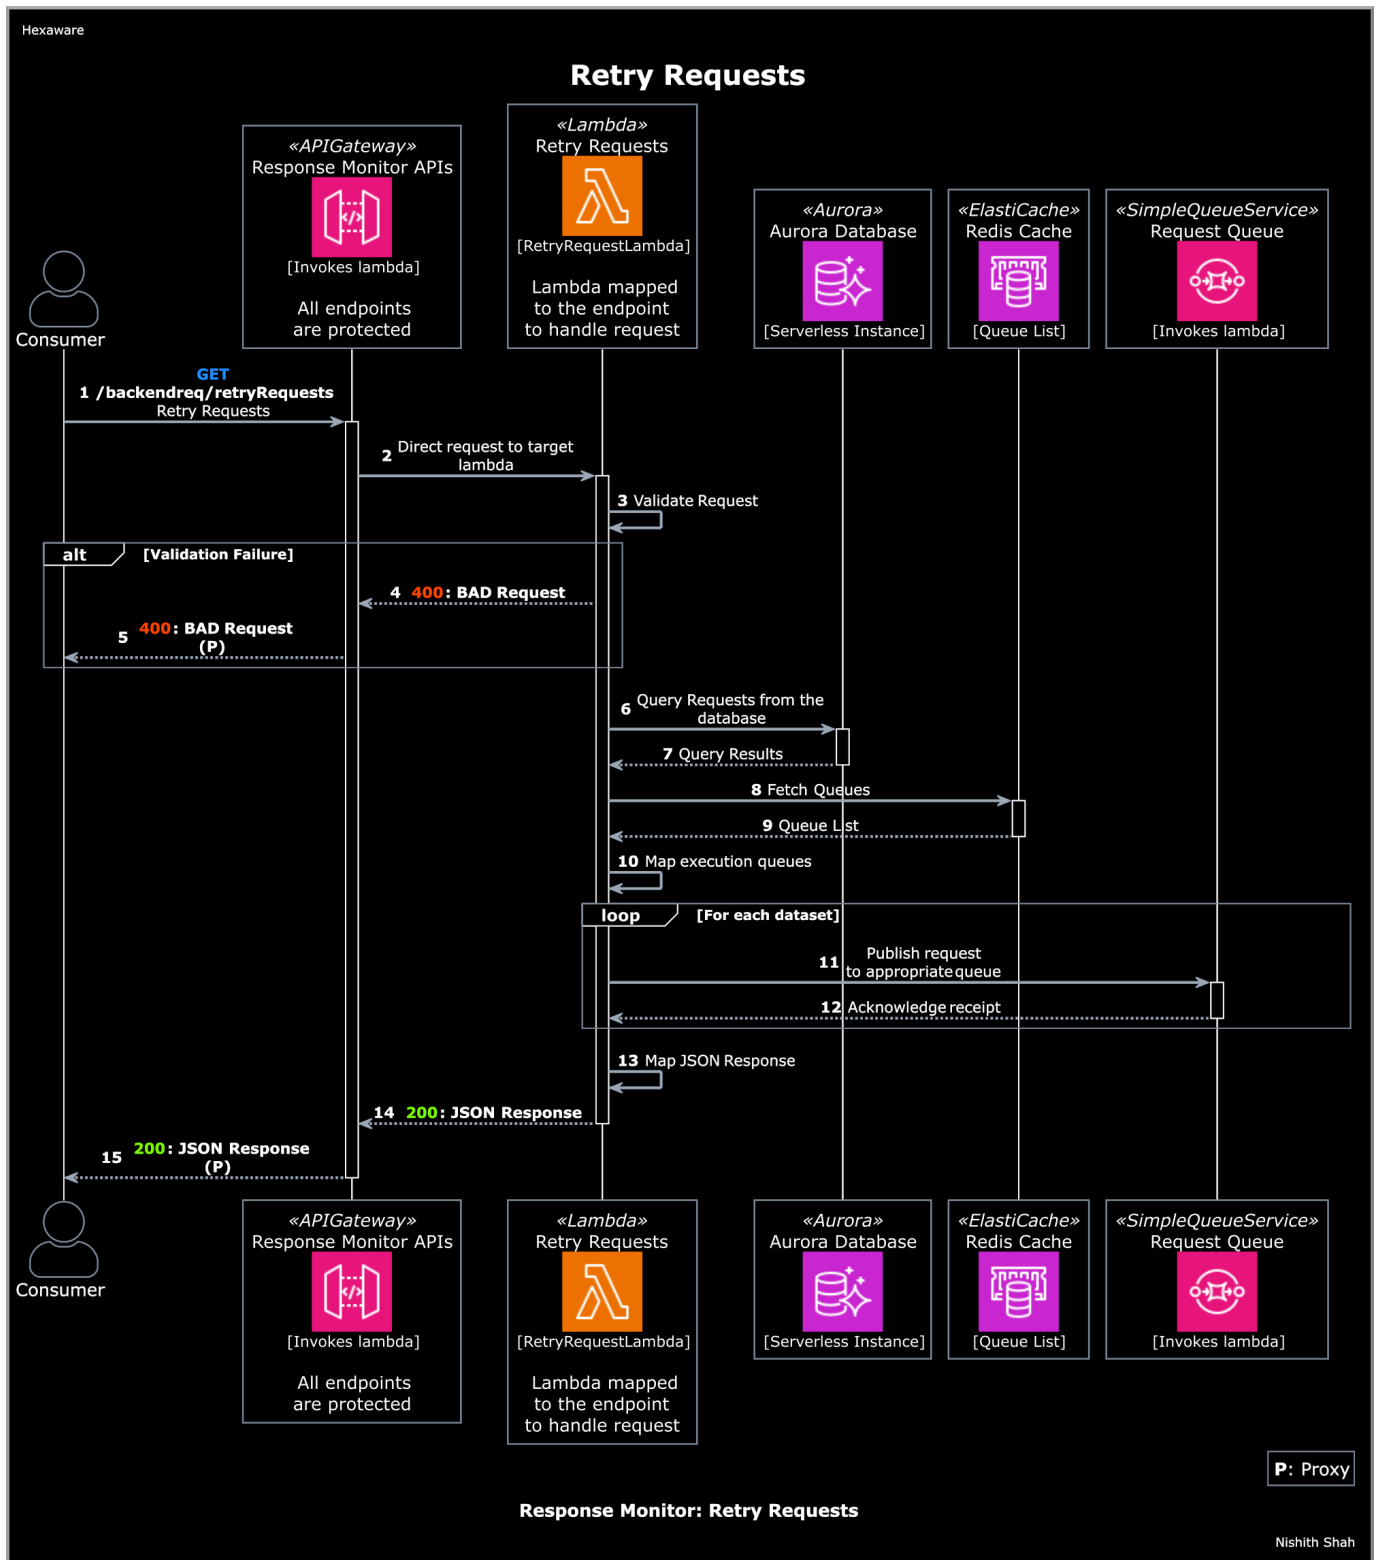 Hexaware
Retry Requests
«APIGateway»
Response Monitor APIs
[Invokes lambda]
All endpoints
are protected
«Lambda»
Retry Requests
[RetryRequestLambda]
Lambda mapped
to the endpoint
to handle request
«Aurora»
Aurora Database
[Serverless Instance]
«ElastiCache»
Redis Cache
[Queue List]
«SimpleQueueService»
Request Queue
[Invokes lambda]
Consumer
GET
1 /backendreq/retryRequests
Retry Requests
2 Direct request to target
lambda
3 Validate Request
alt [Validation Failure]
4 400: BAD Request
5 400: BAD Request
(P)
6 Query Requests from the
database
7 Query Results
8 Fetch Queues
9 Queue List
10 Map execution queues
loop [For each dataset]
11 Publish request
to appropriate queue
12 Acknowledge receipt
13 Map JSON Response
14 200: JSON Response
15 200: JSON Response
(P)
Consumer
«APIGateway»
Response Monitor APIs
[Invokes lambda]
All endpoints
are protected
«Lambda»
Retry Requests
[RetryRequestLambda]
Lambda mapped
to the endpoint
to handle request
«Aurora»
Aurora Database
[Serverless Instance]
«ElastiCache»
Redis Cache
[Queue List]
«SimpleQueueService»
Request Queue
[Invokes lambda]
P: Proxy
Response Monitor: Retry Requests
Nishith Shah